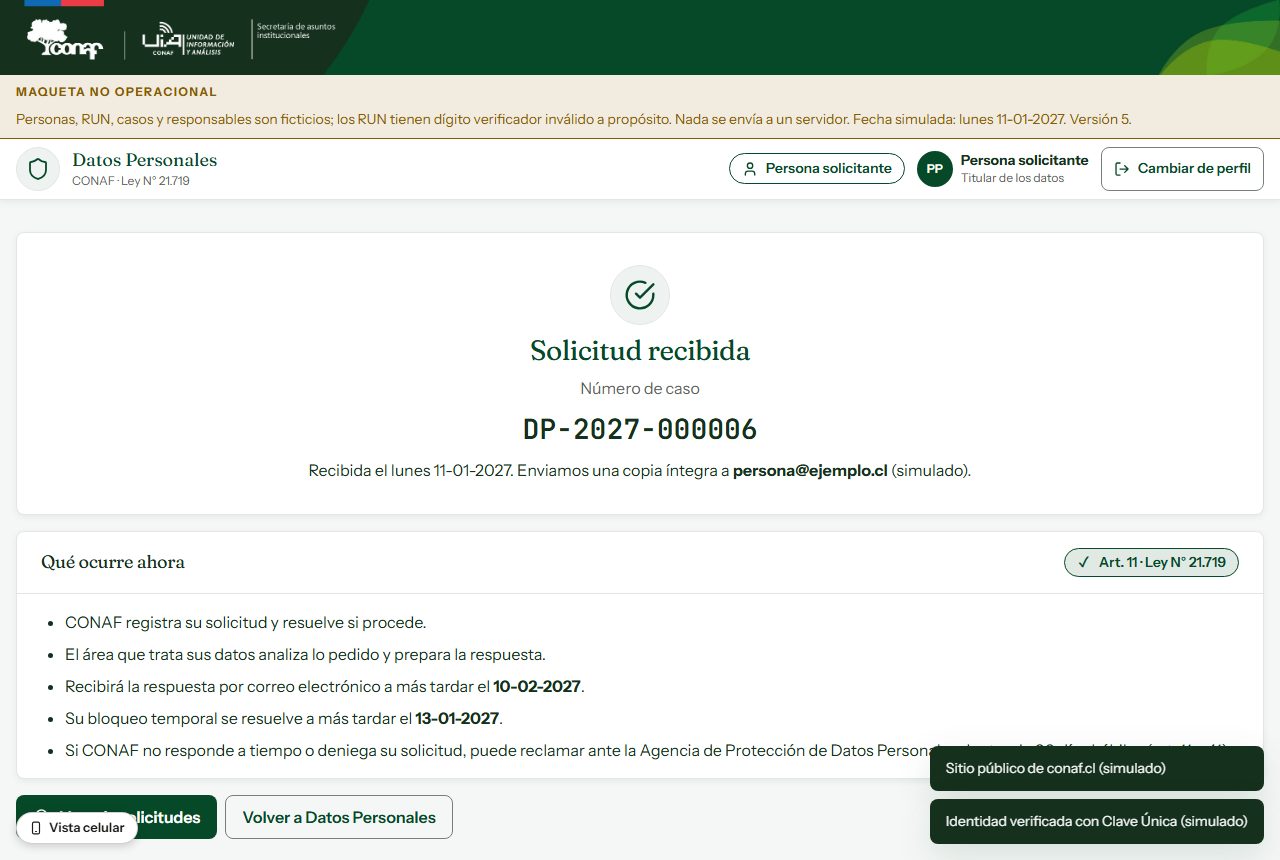 conaf
UiA
CONAF
UNIDAD DE
INFORMACIÓN
Y ANÁLISIS
Secretaría de asuntos
institucionales
MAQUETA NO OPERACIONAL
Personas, RUN, casos y responsables son ficticios; los RUN tienen dígito verificador inválido a propósito. Nada se envía a un servidor. Fecha simulada: lunes 11-01-2027. Versión 5.
Datos Personales
CONAF · Ley N° 21.719
Persona solicitante
PP
Persona solicitante
Titular de los datos
Cambiar de perfil
Solicitud recibida
Número de caso
DP-2027-000006
Recibida el lunes 11-01-2027. Enviamos una copia íntegra a persona@ejemplo.cl (simulado).
Qué ocurre ahora
✓ Art. 11 · Ley N° 21.719
CONAF registra su solicitud y resuelve si procede.
El área que trata sus datos analiza lo pedido y prepara la respuesta.
Recibirá la respuesta por correo electrónico a más tardar el 10-02-2027.
Su bloqueo temporal se resuelve a más tardar el 13-01-2027.
Si CONAF no responde a tiempo o deniega su solicitud, puede reclamar ante la Agencia de Protección de Datos
Sitio público de conaf.cl (simulado)
Identidad verificada con Clave Única (simulado)
Volver a Datos Personales
Vista celular